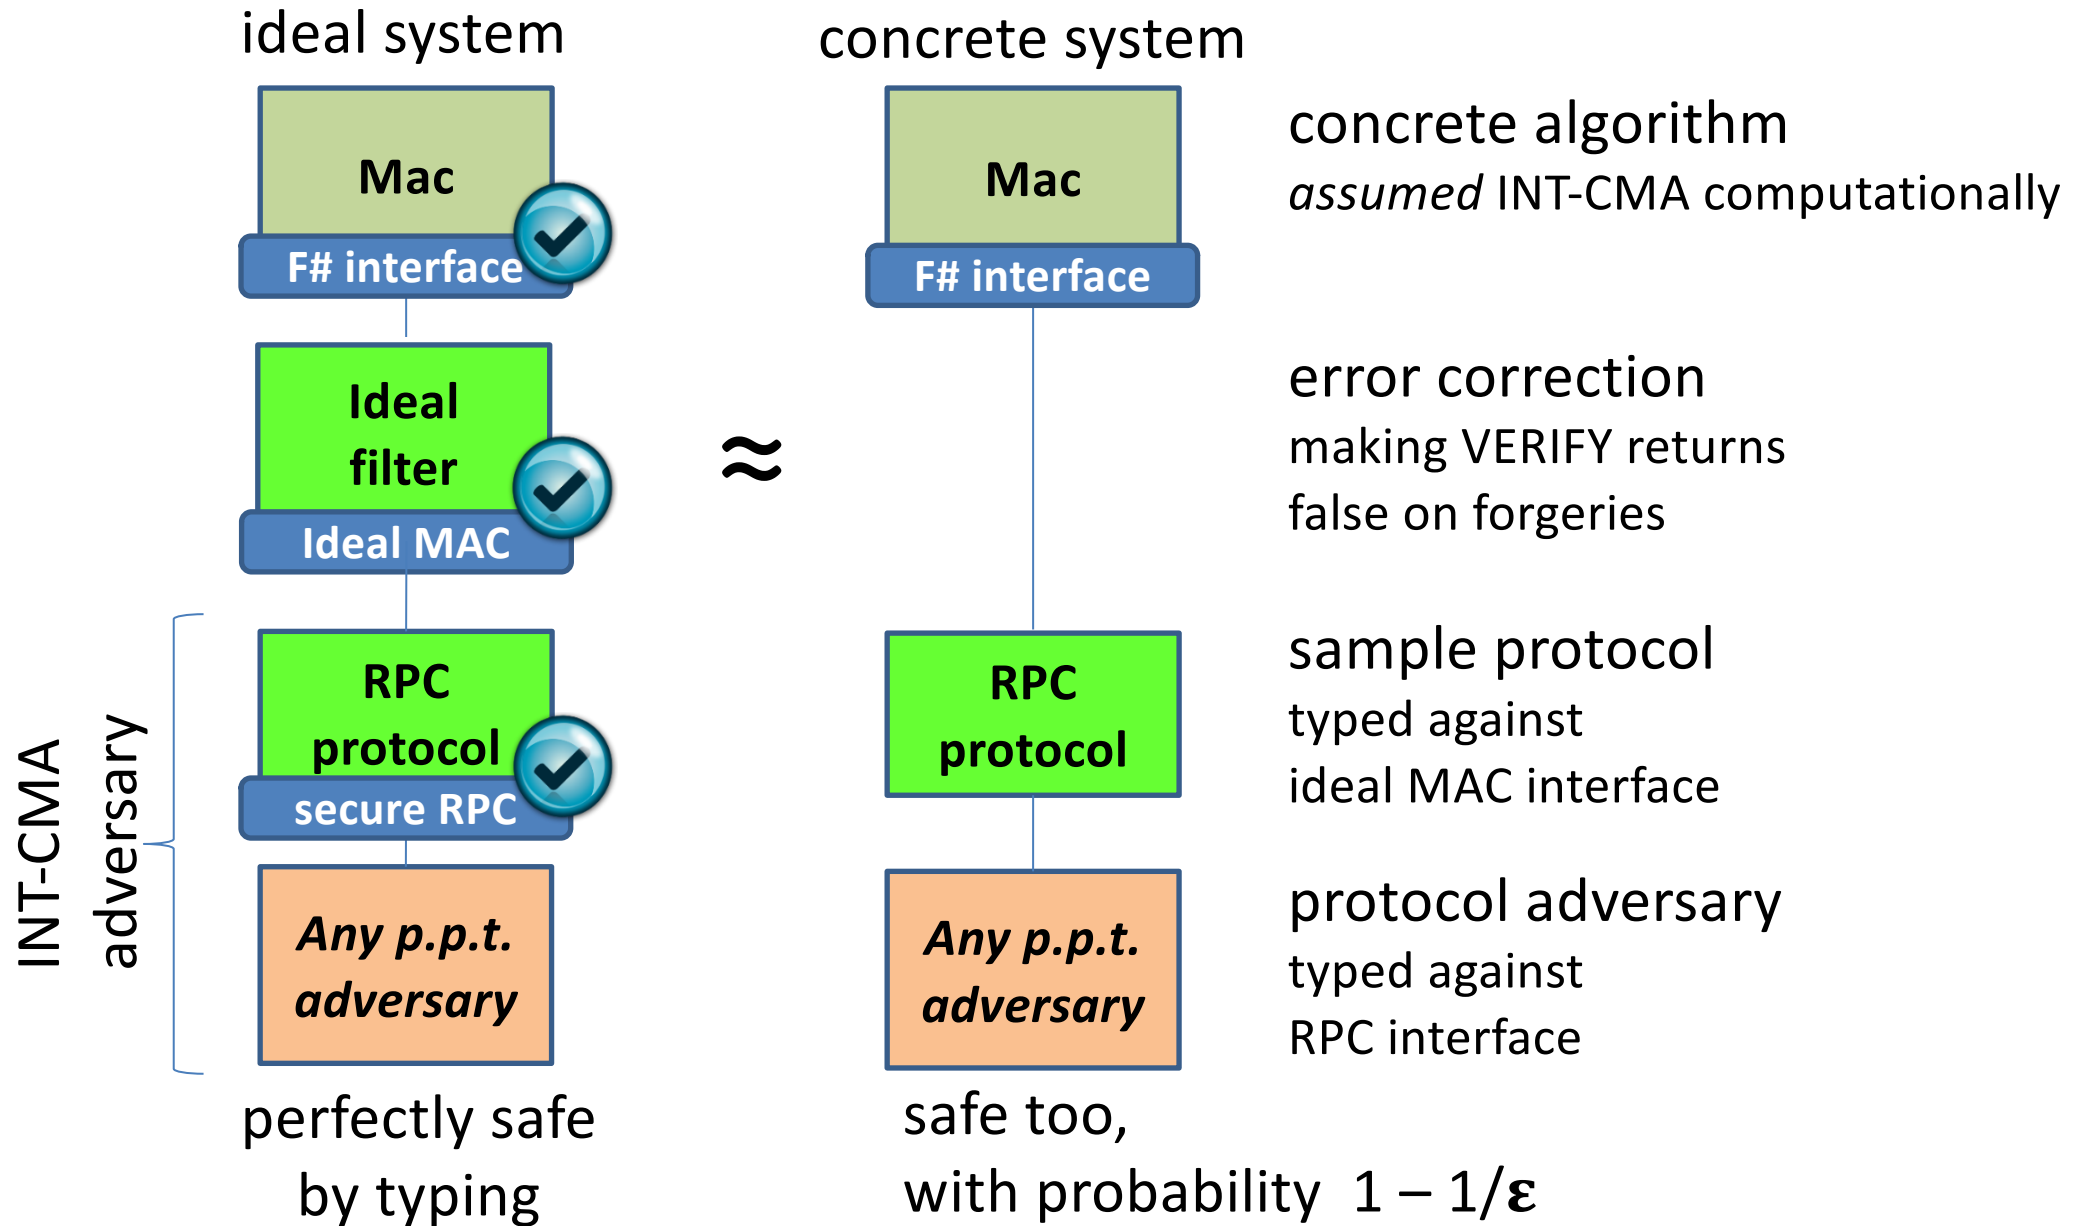 ideal system
concrete system
Mac
F# interface
Ideal
filter
Ideal MAC
RPC
protocol
secure RPC
Any p.p.t.
adversary
perfectly safe
by typing
INT-CMA
adversary
≈
Mac
F# interface
RPC
protocol
Any p.p.t.
adversary
safe too,
with probability 1 – 1/ε
concrete algorithm
assumed INT-CMA computationally
error correction
making VERIFY returns
false on forgeries
sample protocol
typed against
ideal MAC interface
protocol adversary
typed against
RPC interface